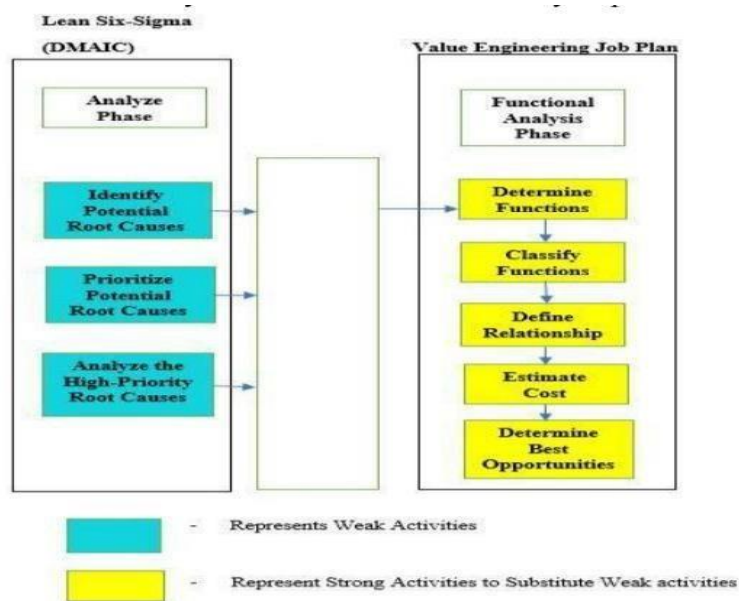 Lean Six-Sigma
(DMAIC)
Value Engineering Job Plan
Analyze
Phase
Identify
Potential
Root Causes
Prioritize
Potential
Root Causes
Analyze the
High-Priority
Root Causes
Functional
Analysis
Phase
Determine
Functions
Classify
Functions
Define
Relationship
Estimate
Cost
Determine
Best
Opportunities
- Represents Weak Activities
- Represent Strong Activities to Substitute Weak activities